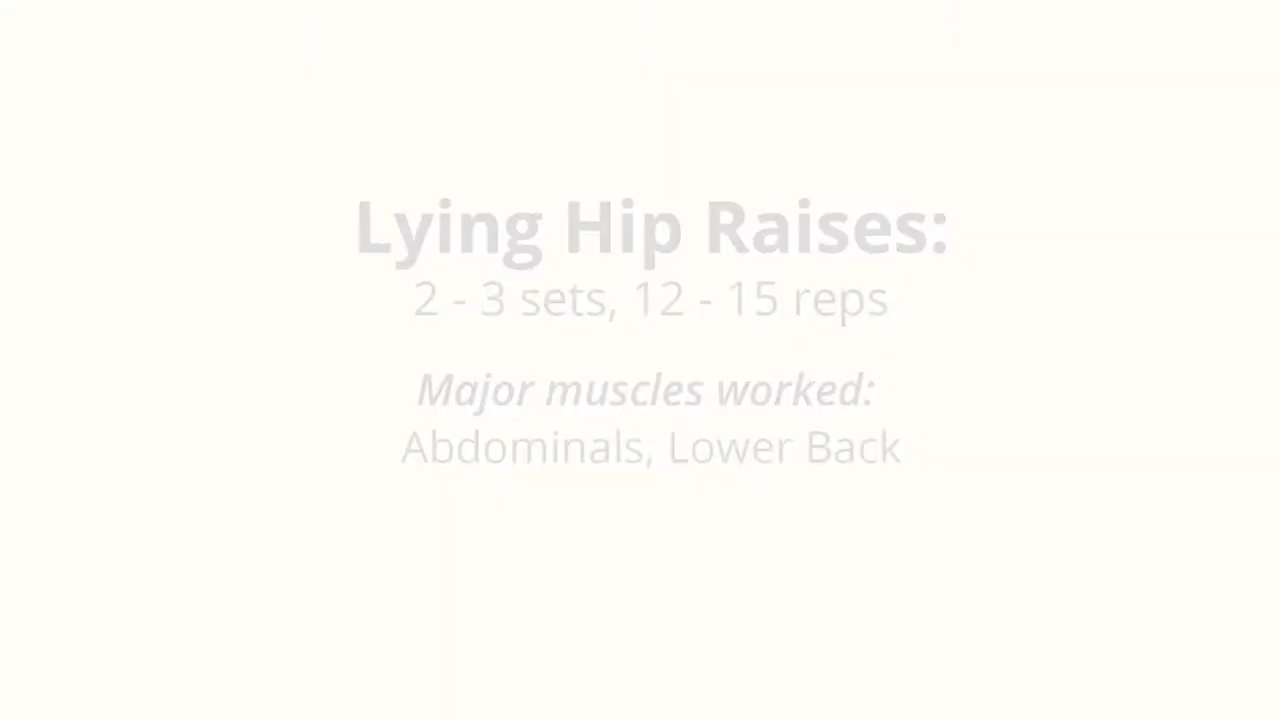 Lying Hip Raises:
2 - 3 sets, 12 - 15 reps
Major muscles worked:
Abdominals, Lower Back